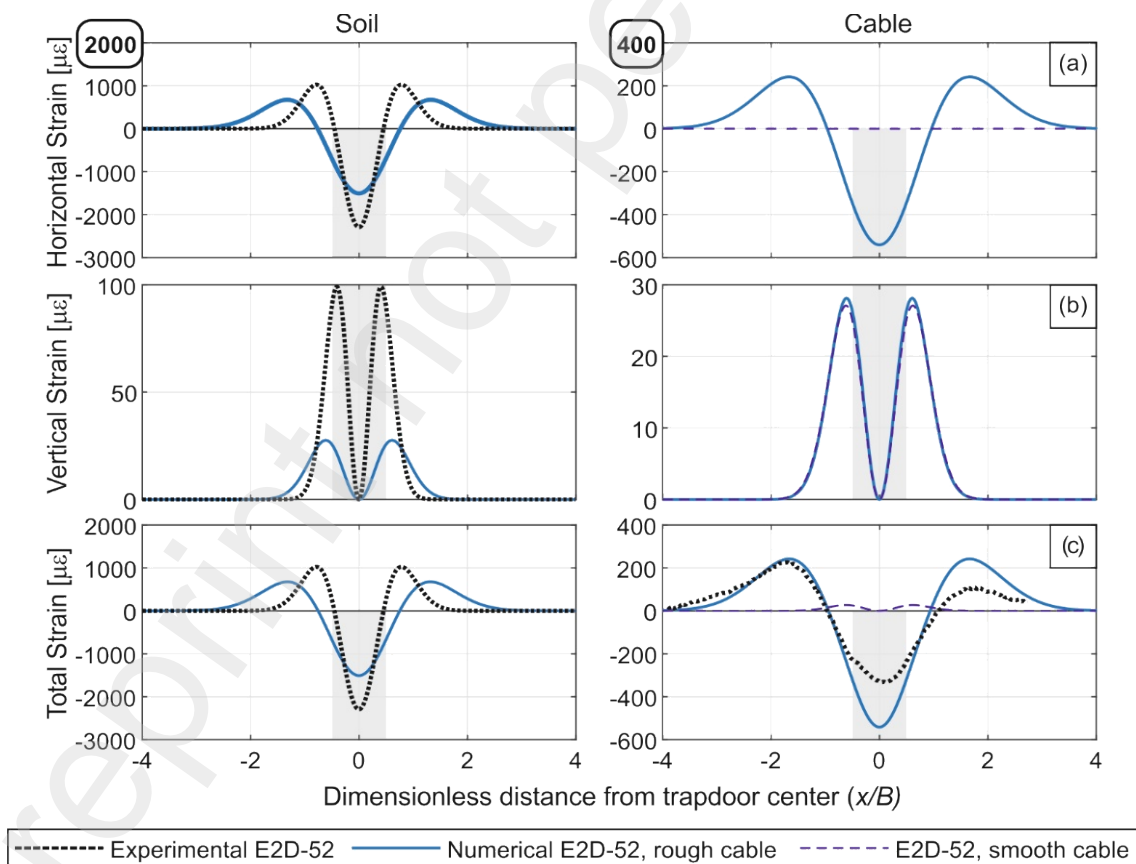 Soil
Cable
2000
1000
0
-1000
-2000
-3000
Horizontal Strain [με]
400
200
0
-200
-400
-600
(a)
100
50
0
Vertical Strain [με]
30
20
10
0
(b)
2000
1000
0
-1000
-2000
-3000
Total Strain [με]
400
200
0
-200
-400
-600
(c)
-4 -2 0 2 4
-4 -2 0 2 4
Dimensionless distance from trapdoor center (x/B)
Experimental E2D-52 Numerical E2D-52, rough cable E2D-52, smooth cable
reprint not pe